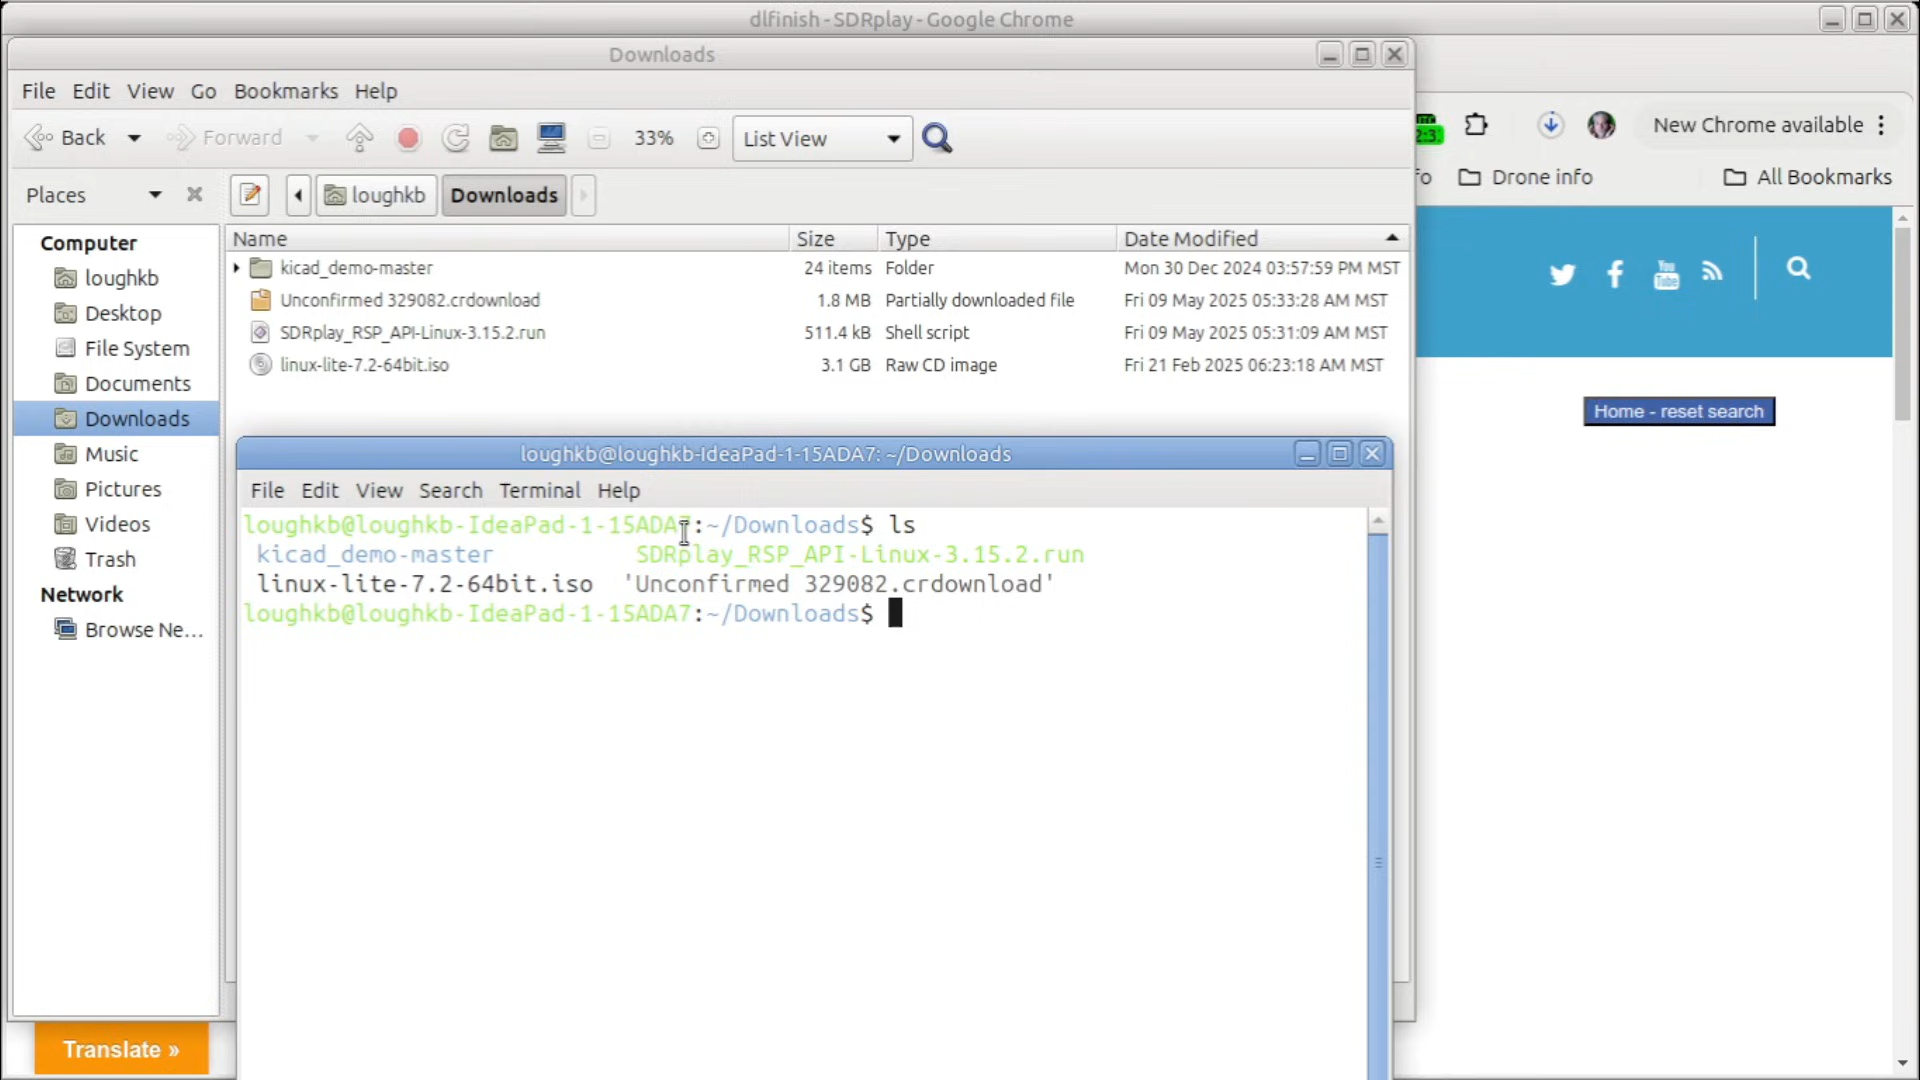 dlfinish - SDRplay - Google Chrome
Downloads
File Edit View Go Bookmarks Help
Back Forward 33% List View
New Chrome available
Places loughkb Downloads
Drone info All Bookmarks
Name Size Type Date Modified
kicad_demo-master 24 items Folder Mon 30 Dec 2024 03:57:59 PM MST
Unconfirmed 329082.crdownload 1.8 MB Partially downloaded file Fri 09 May 2025 05:33:28 AM MST
SDRplay_RSP_API-Linux-3.15.2.run 511.4 kB Shell script Fri 09 May 2025 05:31:09 AM MST
linux-lite-7.2-64bit.iso 3.1 GB Raw CD image Fri 21 Feb 2025 06:23:18 AM MST
Computer
loughkb
Desktop
File System
Documents
Downloads
Music
Pictures
Videos
Trash
Network
Browse Ne...
You Tube
Home - reset search
loughkb@loughkb-IdeaPad-1-15ADA7: ~/Downloads
File Edit View Search Terminal Help
loughkb@loughkb-IdeaPad-1-15ADA7:~/Downloads$ ls
kicad_demo-master SDRplay_RSP_API-Linux-3.15.2.run
linux-lite-7.2-64bit.iso 'Unconfirmed 329082.crdownload'
loughkb@loughkb-IdeaPad-1-15ADA7:~/Downloads$
Translate »